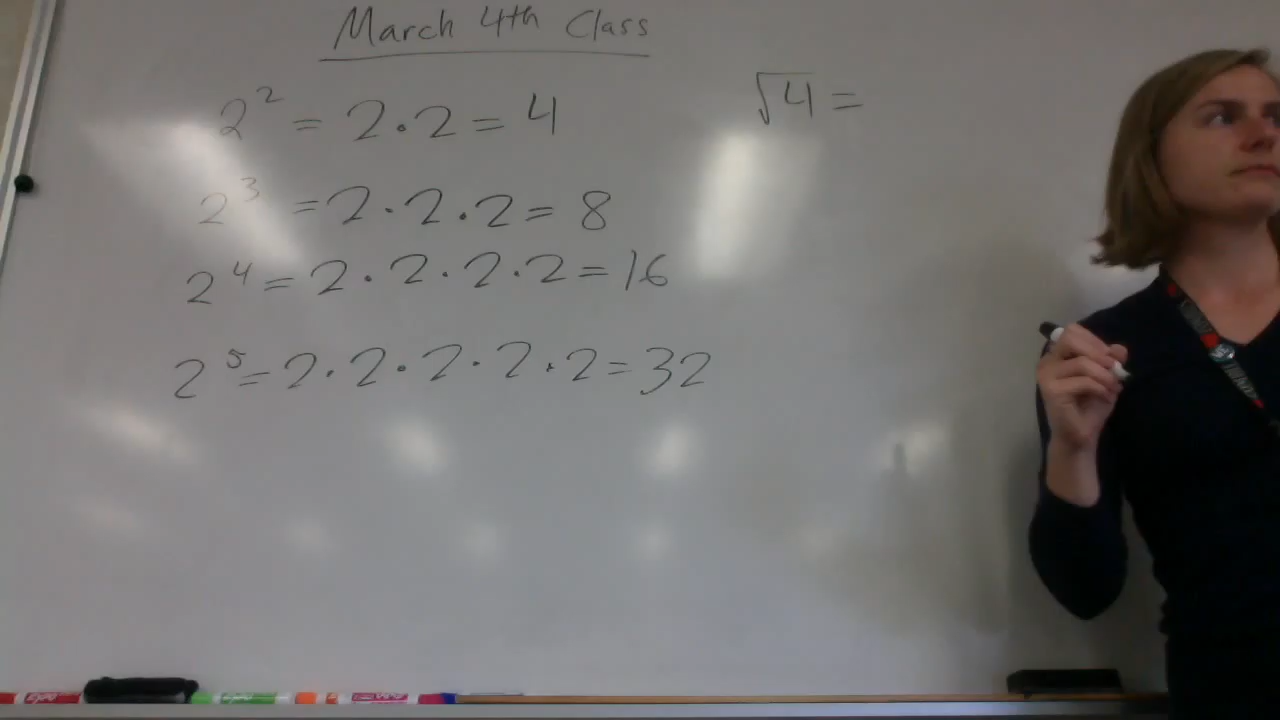 March 4th Class
2² = 2·2 = 4
√4 =
2³ = 2·2·2 = 8
2⁴ = 2·2·2·2 = 16
2⁵ = 2·2·2·2·2 = 32